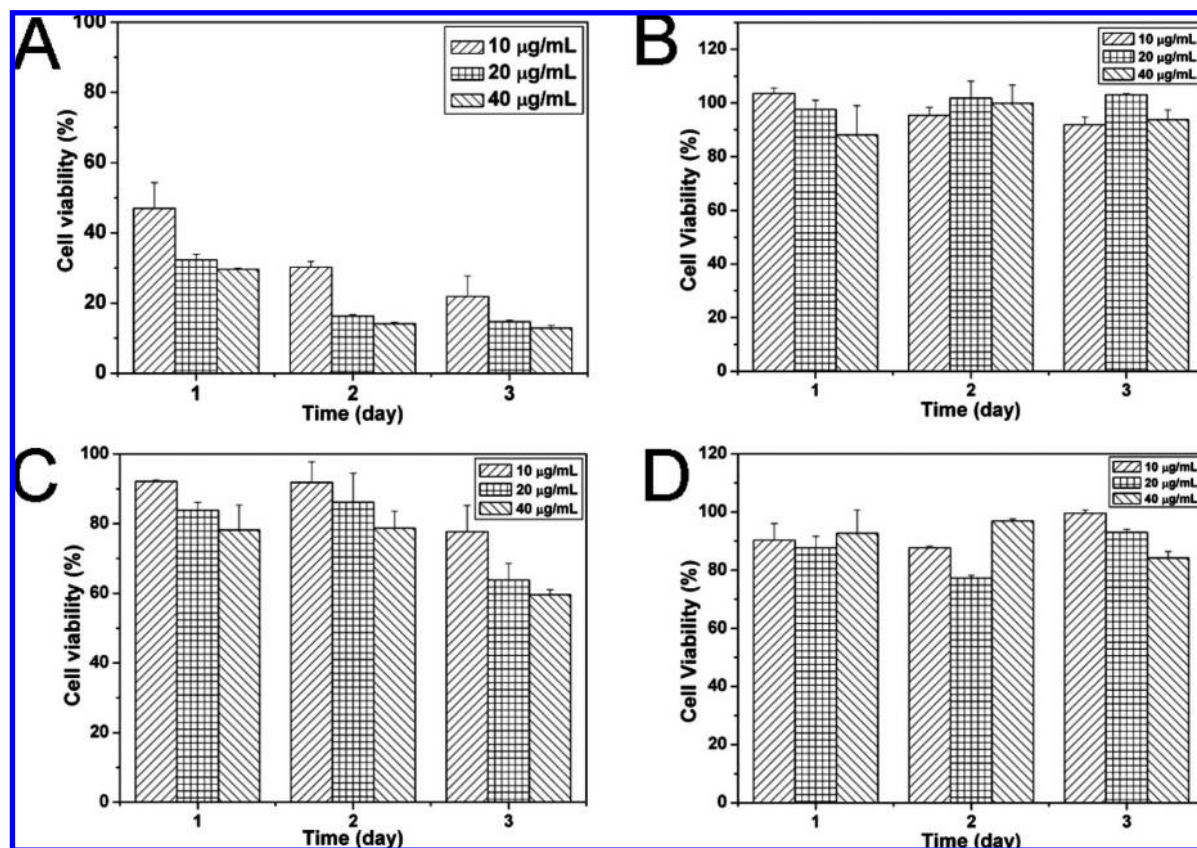 A
100
80
60
40
20
0
Cell viability (%)
10 μg/mL
20 μg/mL
40 μg/mL
1 2 3
Time (day)
B
120
100
80
60
40
20
0
Cell Viability (%)
10 μg/mL
20 μg/mL
40 μg/mL
1 2 3
Time (day)
C
100
80
60
40
20
0
Cell viability (%)
10 μg/mL
20 μg/mL
40 μg/mL
1 2 3
Time (day)
D
120
100
80
60
40
20
0
Cell Viability (%)
10 μg/mL
20 μg/mL
40 μg/mL
1 2 3
Time (day)